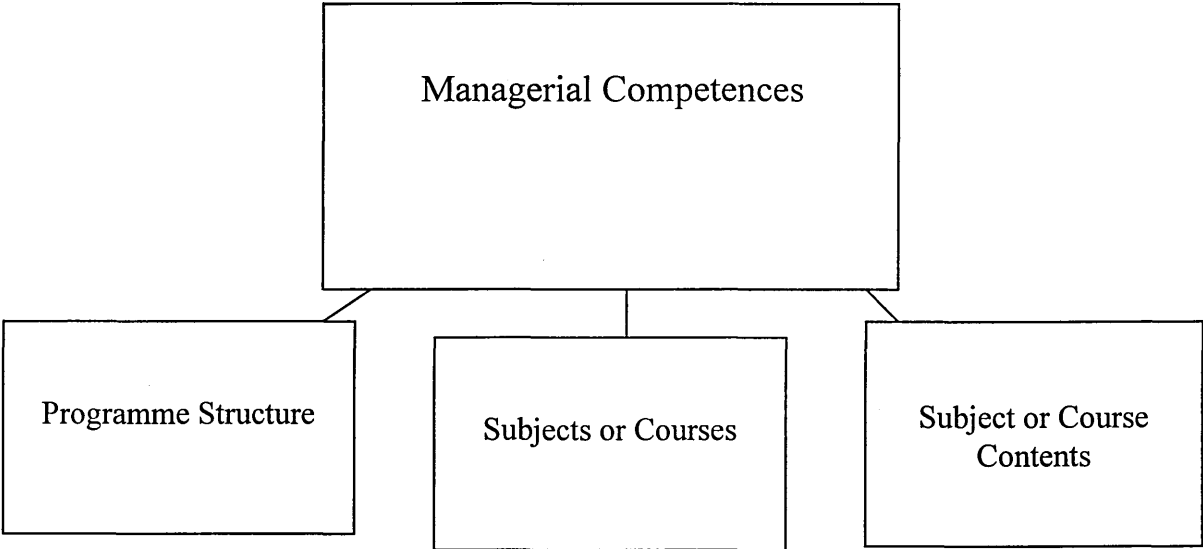 Managerial Competences
Programme Structure
Subjects or Courses
Subject or Course
Contents